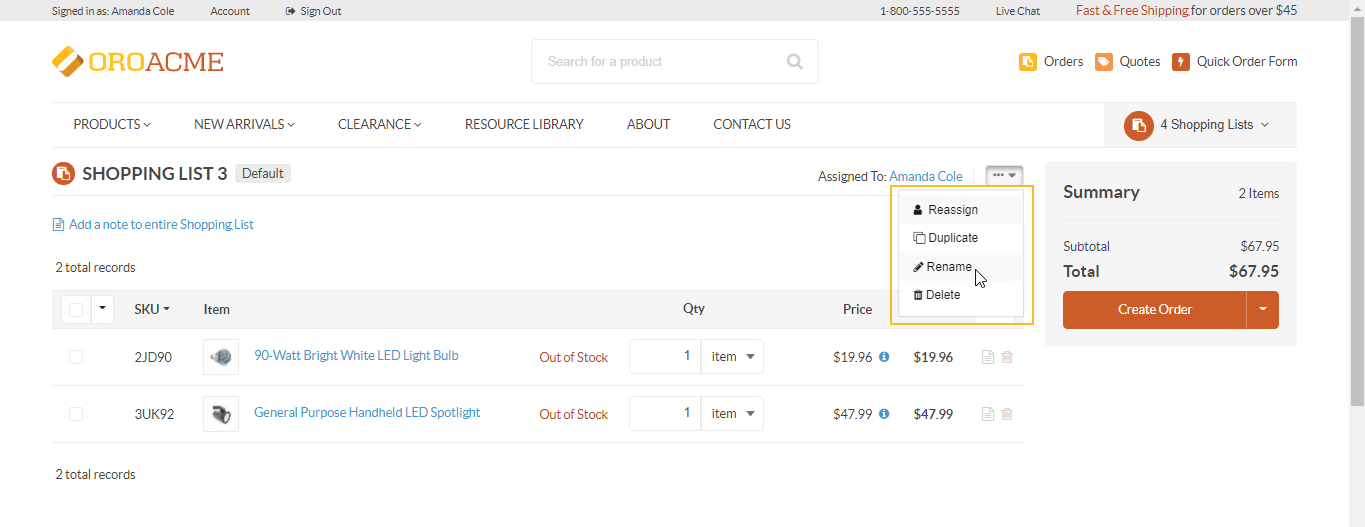 Signed in as: Amanda Cole Account Sign Out 1-800-555-5555 Live Chat Fast & Free Shipping for orders over $45
OROACME Search for a product Orders Quotes Quick Order Form
PRODUCTS NEW ARRIVALS CLEARANCE RESOURCE LIBRARY ABOUT CONTACT US 4 Shopping Lists
SHOPPING LIST 3 Default Assigned To: Amanda Cole ...
Reassign
Duplicate
Rename
Delete
Add a note to entire Shopping List
2 total records
SKU Item Qty Price
2JD90 90-Watt Bright White LED Light Bulb Out of Stock 1 item $19.96 $19.96
3UK92 General Purpose Handheld LED Spotlight Out of Stock 1 item $47.99 $47.99
2 total records
Summary 2 Items
Subtotal $67.95
Total $67.95
Create Order